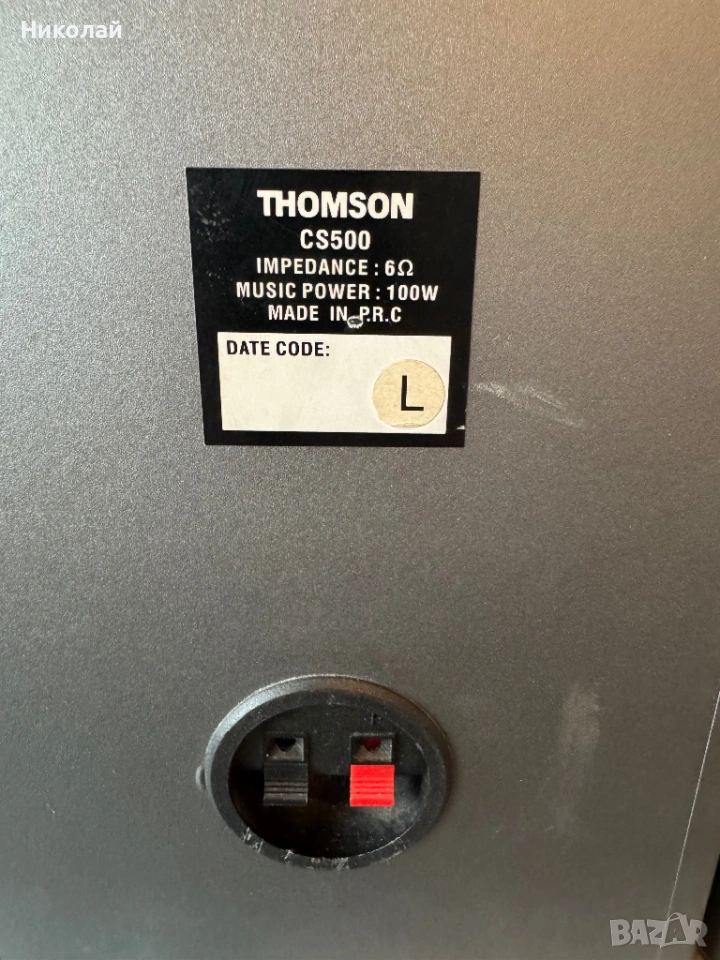 Николай
THOMSON
CS500
IMPEDANCE : 6Ω
MUSIC POWER : 100W
MADE IN P.R.C
DATE CODE:
L
+
BAZAR